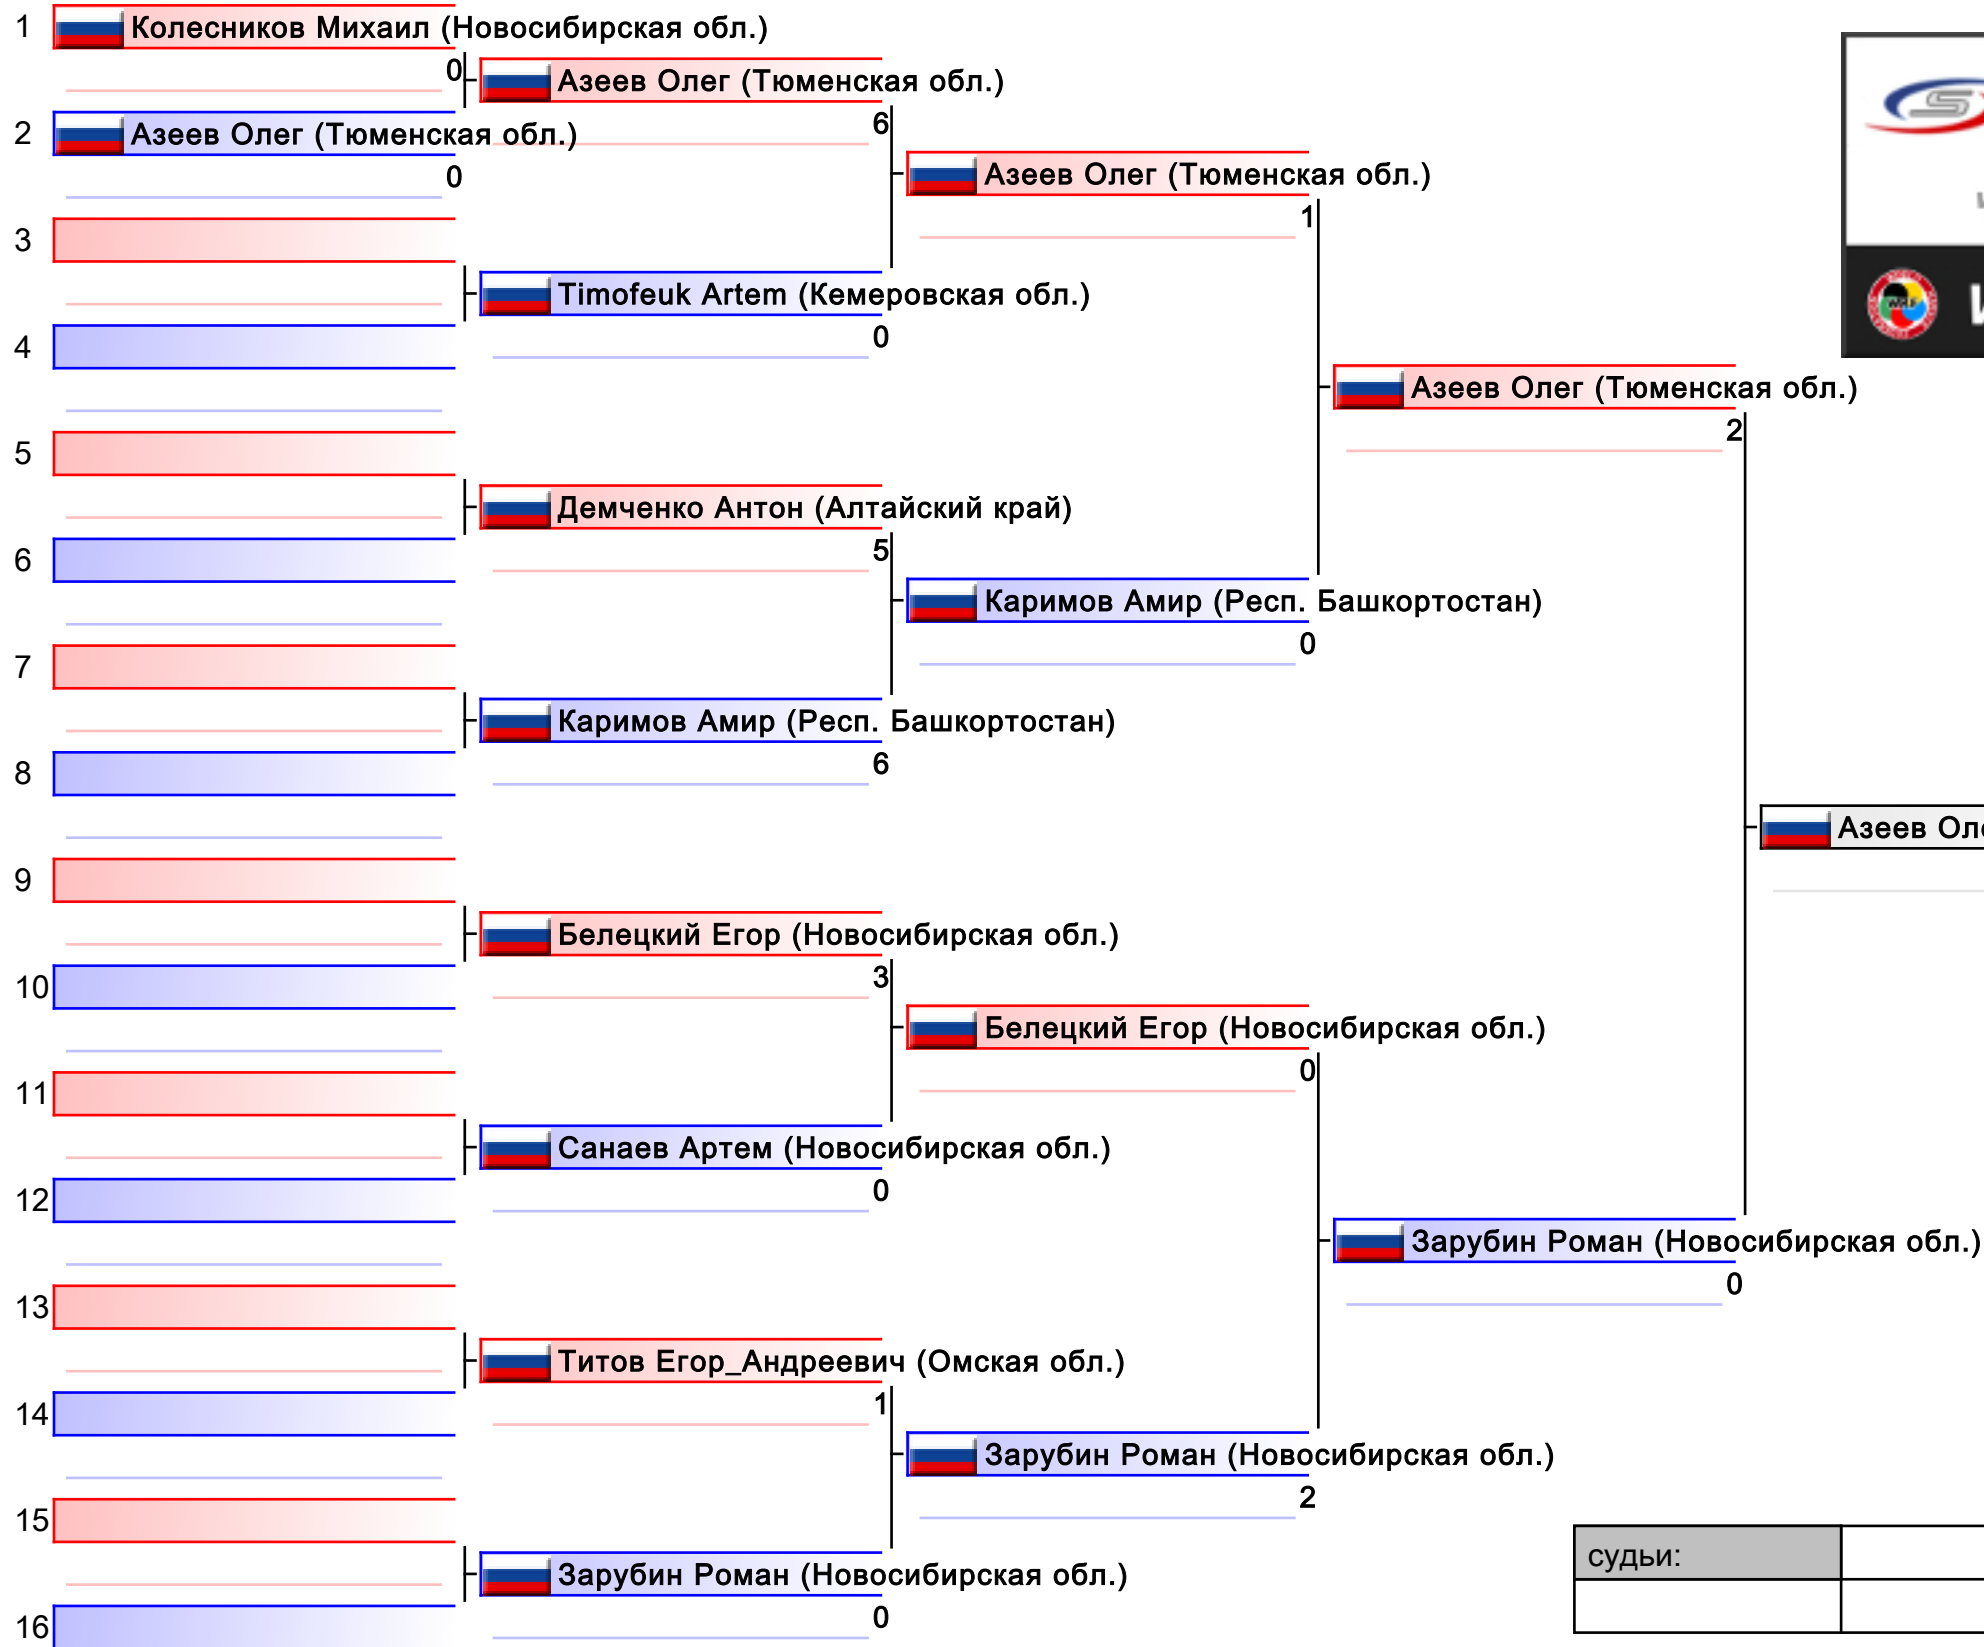 1 Колесников Михаил (Новосибирская обл.)
0
Азеев Олег (Тюменская обл.)
6
2 Азеев Олег (Тюменская обл.)
0
Азеев Олег (Тюменская обл.)
1
3
Timofeuk Artem (Кемеровская обл.)
0
4
Азеев Олег (Тюменская обл.)
2
5
Демченко Антон (Алтайский край)
5
6
Каримов Амир (Респ. Башкортостан)
0
7
Каримов Амир (Респ. Башкортостан)
6
8
Азеев
9
Белецкий Егор (Новосибирская обл.)
3
10
Белецкий Егор (Новосибирская обл.)
0
11
Санаев Артем (Новосибирская обл.)
0
12
Зарубин Роман (Новосибирская обл.)
0
13
Титов Егор_Андреевич (Омская обл.)
1
14
Зарубин Роман (Новосибирская обл.)
2
15
судьи:
Зарубин Роман (Новосибирская обл.)
0
16